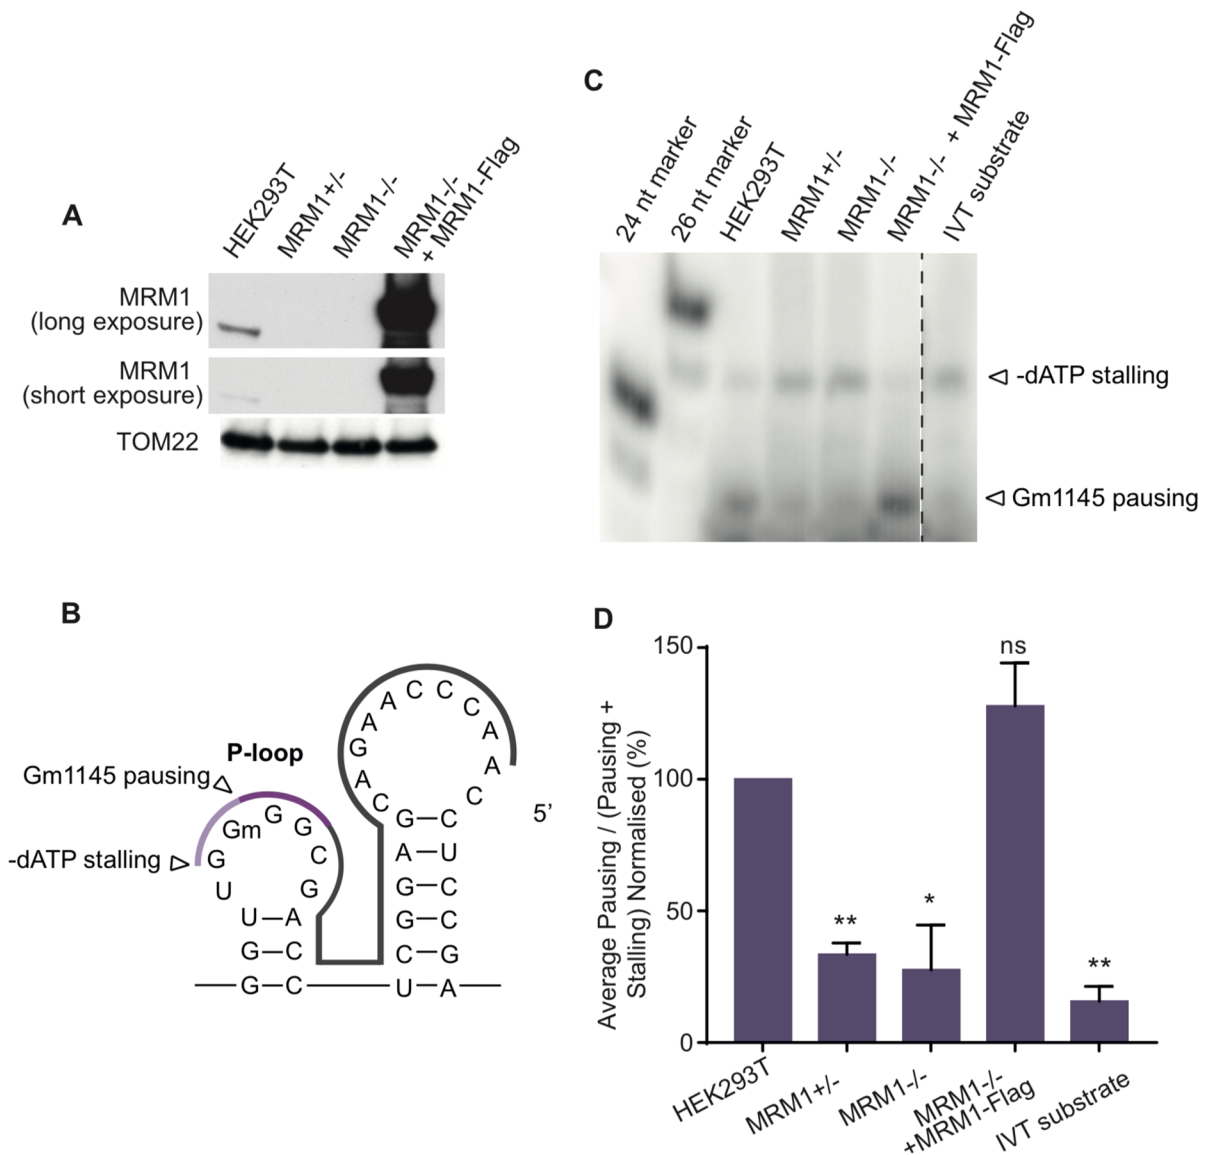 A
HEK293T
MRM1+/-
MRM1-/-
MRM1-/-
+ MRM1-Flag
MRM1
(long exposure)
MRM1
(short exposure)
TOM22
C
24 nt marker
26 nt marker
HEK293T
MRM1+/-
MRM1-/-
MRM1-/- + MRM1-Flag
IVT substrate
-dATP stalling
Gm1145 pausing
B
P-loop
Gm1145 pausing
-dATP stalling
G
Gm
G
G
C
G
U
U A
G C
G C
C
A
G
A
A
C
C
C
A
A
C
5’
G C
A U
G C
G C
C G
U A
D
Average Pausing / (Pausing +
Stalling) Normalised (%)
150
100
50
0
**
*
ns
**
HEK293T
MRM1+/-
MRM1-/-
MRM1-/-
+MRM1-Flag
IVT substrate